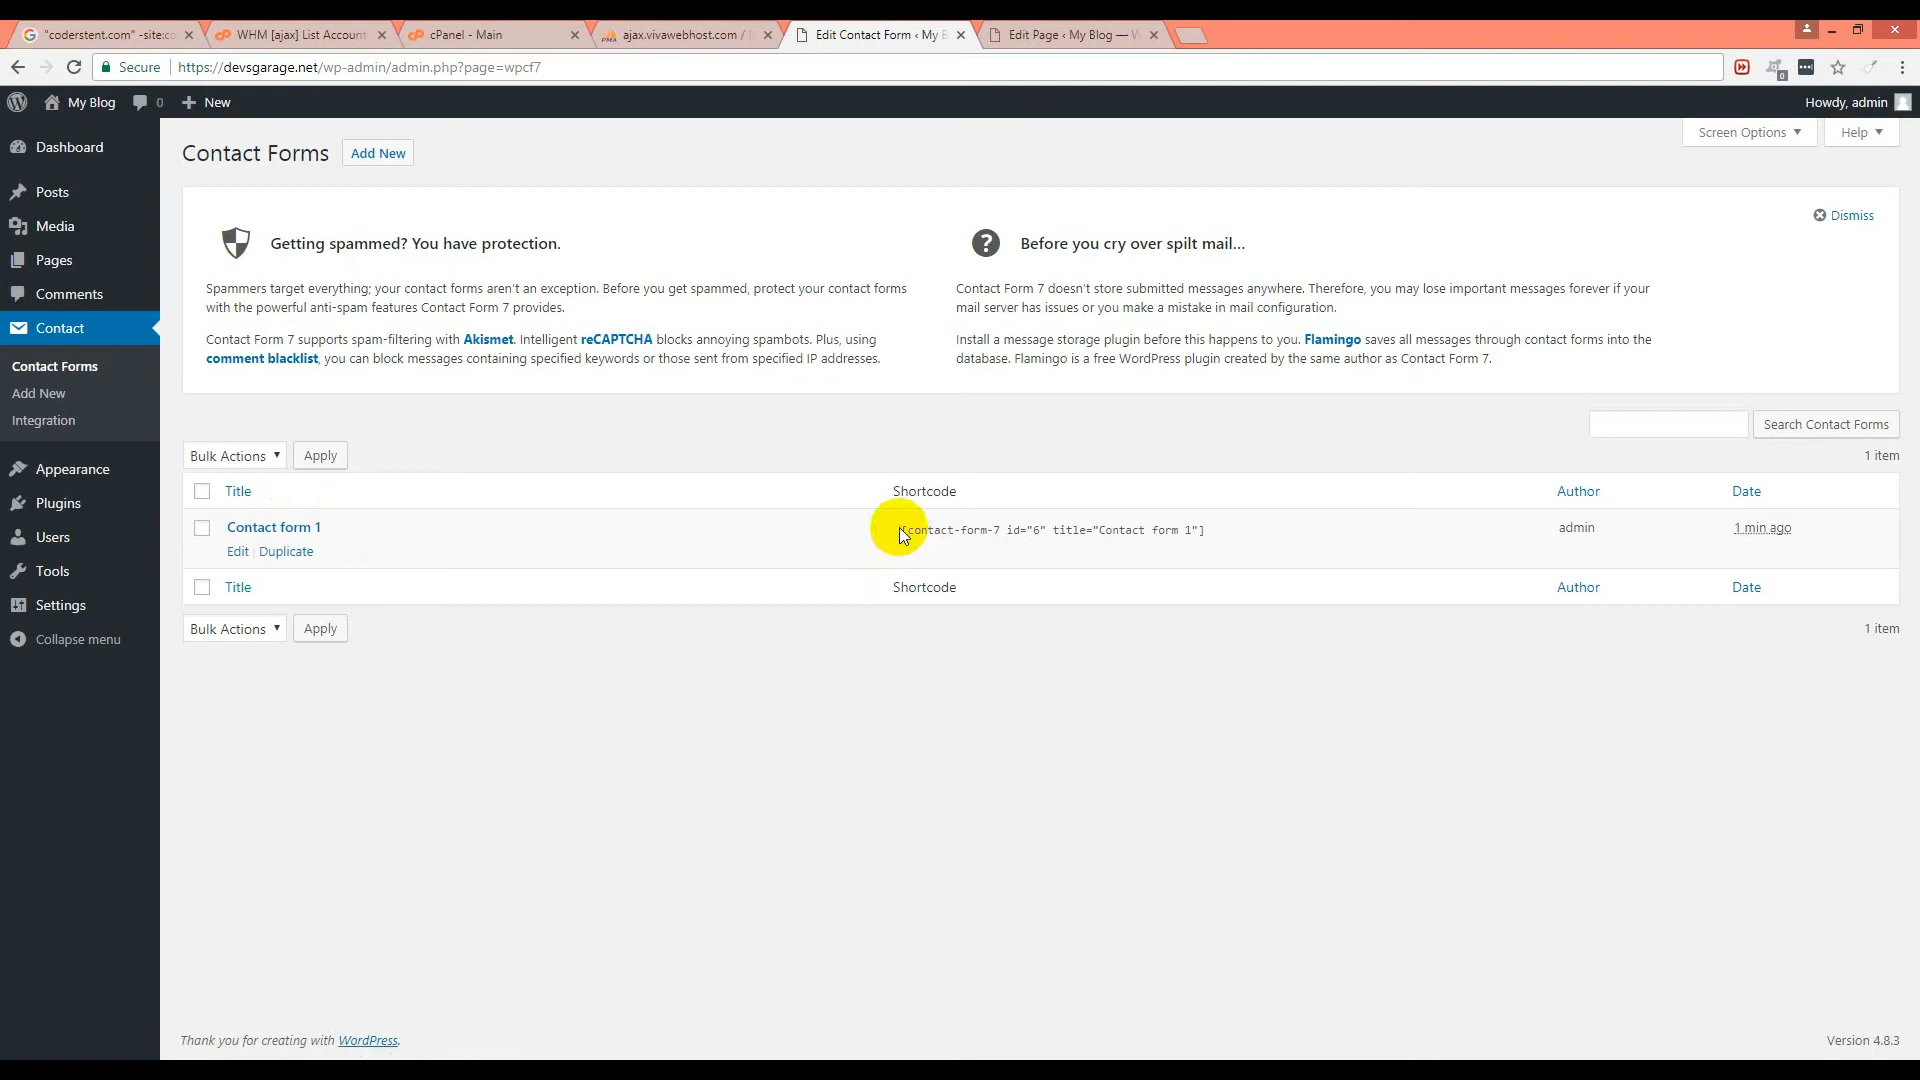 "coderstent.com" -site:co
WHM [ajax] List Account
cPanel - Main
ajax.vivawebhost.com /
Edit Contact Form ‹ My B
Edit Page ‹ My Blog — W
Secure
https://devsgarage.net/wp-admin/admin.php?page=wpcf7
0
My Blog
0
New
Howdy, admin
Dashboard
Posts
Media
Pages
Comments
Contact
Contact Forms
Add New
Integration
Appearance
Plugins
Users
Tools
Settings
Collapse menu
Screen Options
Help
Contact Forms
Add New
Dismiss
Getting spammed? You have protection.
Spammers target everything; your contact forms aren't an exception. Before you get spammed, protect your contact forms
with the powerful anti-spam features Contact Form 7 provides.
Contact Form 7 supports spam-filtering with Akismet. Intelligent reCAPTCHA blocks annoying spambots. Plus, using
comment blacklist, you can block messages containing specified keywords or those sent from specified IP addresses.
Before you cry over spilt mail…
Contact Form 7 doesn't store submitted messages anywhere. Therefore, you may lose important messages forever if your
mail server has issues or you make a mistake in mail configuration.
Install a message storage plugin before this happens to you. Flamingo saves all messages through contact forms into the
database. Flamingo is a free WordPress plugin created by the same author as Contact Form 7.
Search Contact Forms
Bulk Actions
Apply
1 item
Title
Shortcode
Author
Date
Contact form 1
[contact-form-7 id="6" title="Contact form 1"]
admin
1 min ago
Edit | Duplicate
Title
Shortcode
Author
Date
Bulk Actions
Apply
1 item
Thank you for creating with WordPress.
Version 4.8.3